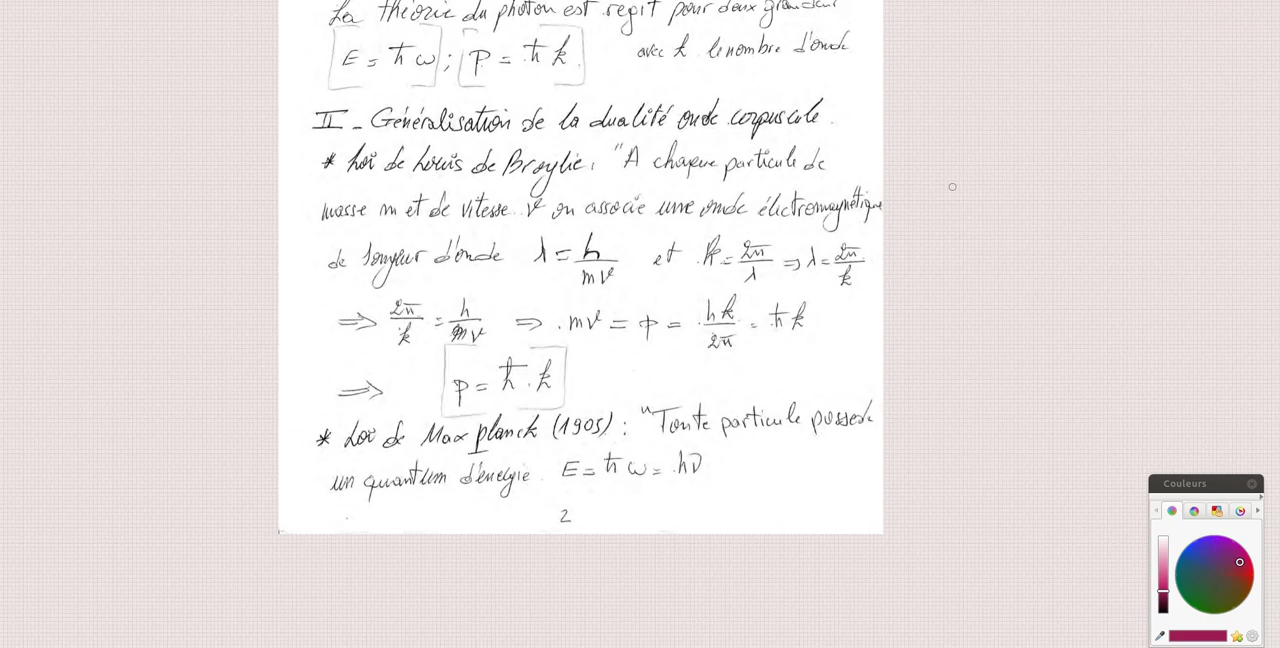 La théorie du photon est regit pour deux grandeur
E = ħω ; p = ħk avec k le nombre d'onde
II - Généralisation de la dualité onde corpuscule.
* Loi de Louis de Broglie : "A chaque particule de
masse m et de vitesse v on associe une onde électromagnétique
de longueur d'onde λ = h/mv et k = 2π/λ ⇒ λ = 2π/k
⇒ 2π/k = h/mv ⇒ mv = p = hk/2π = ħk
⇒ p = ħ.k
* Loi de Max planck (1905) : "Toute particule possede
un quantum d'énergie E = ħω = hν
2
Couleurs